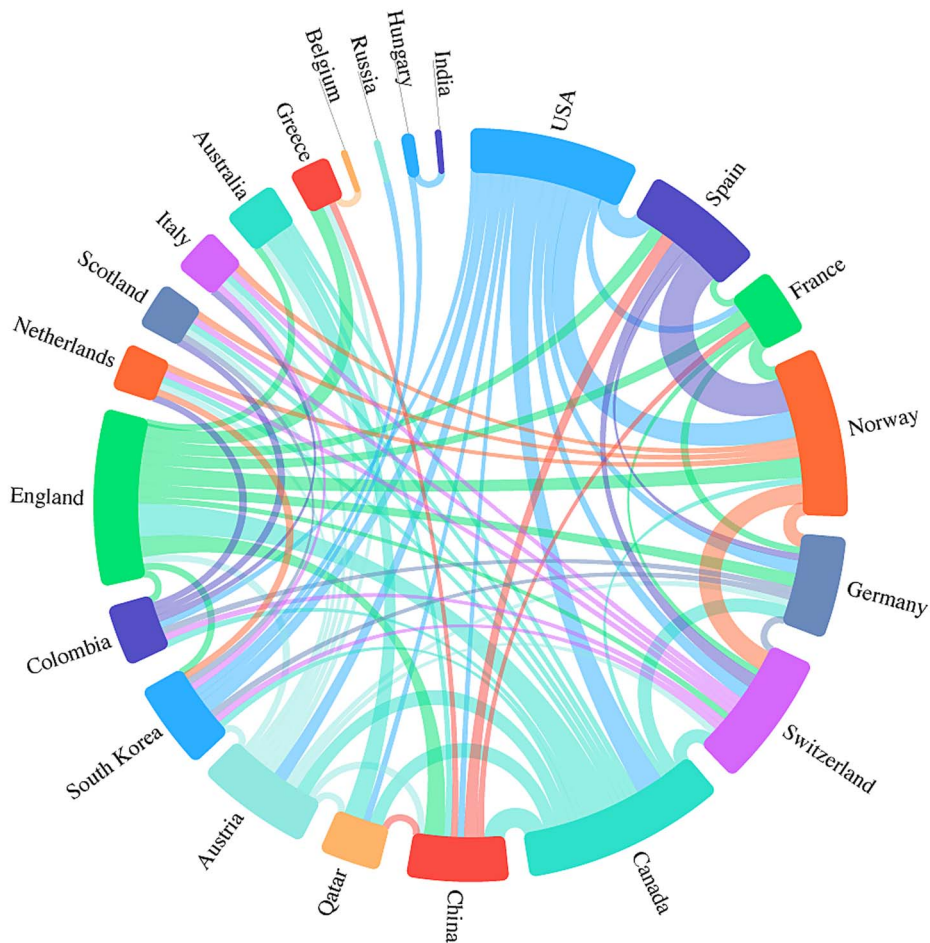 USA
Spain
France
Norway
Germany
Switzerland
Canada
China
Qatar
Austria
South Korea
Colombia
England
Netherlands
Scotland
Italy
Australia
Greece
Belgium
Russia
Hungary
India